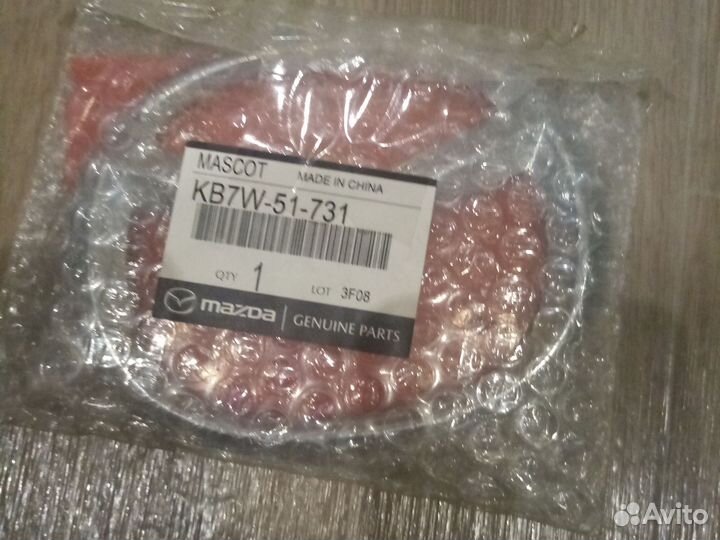 MASCOT
MADE IN CHINA
KB7W-51-731
QTY 1
LOT 3F08
mazda GENUINE PARTS
Avito